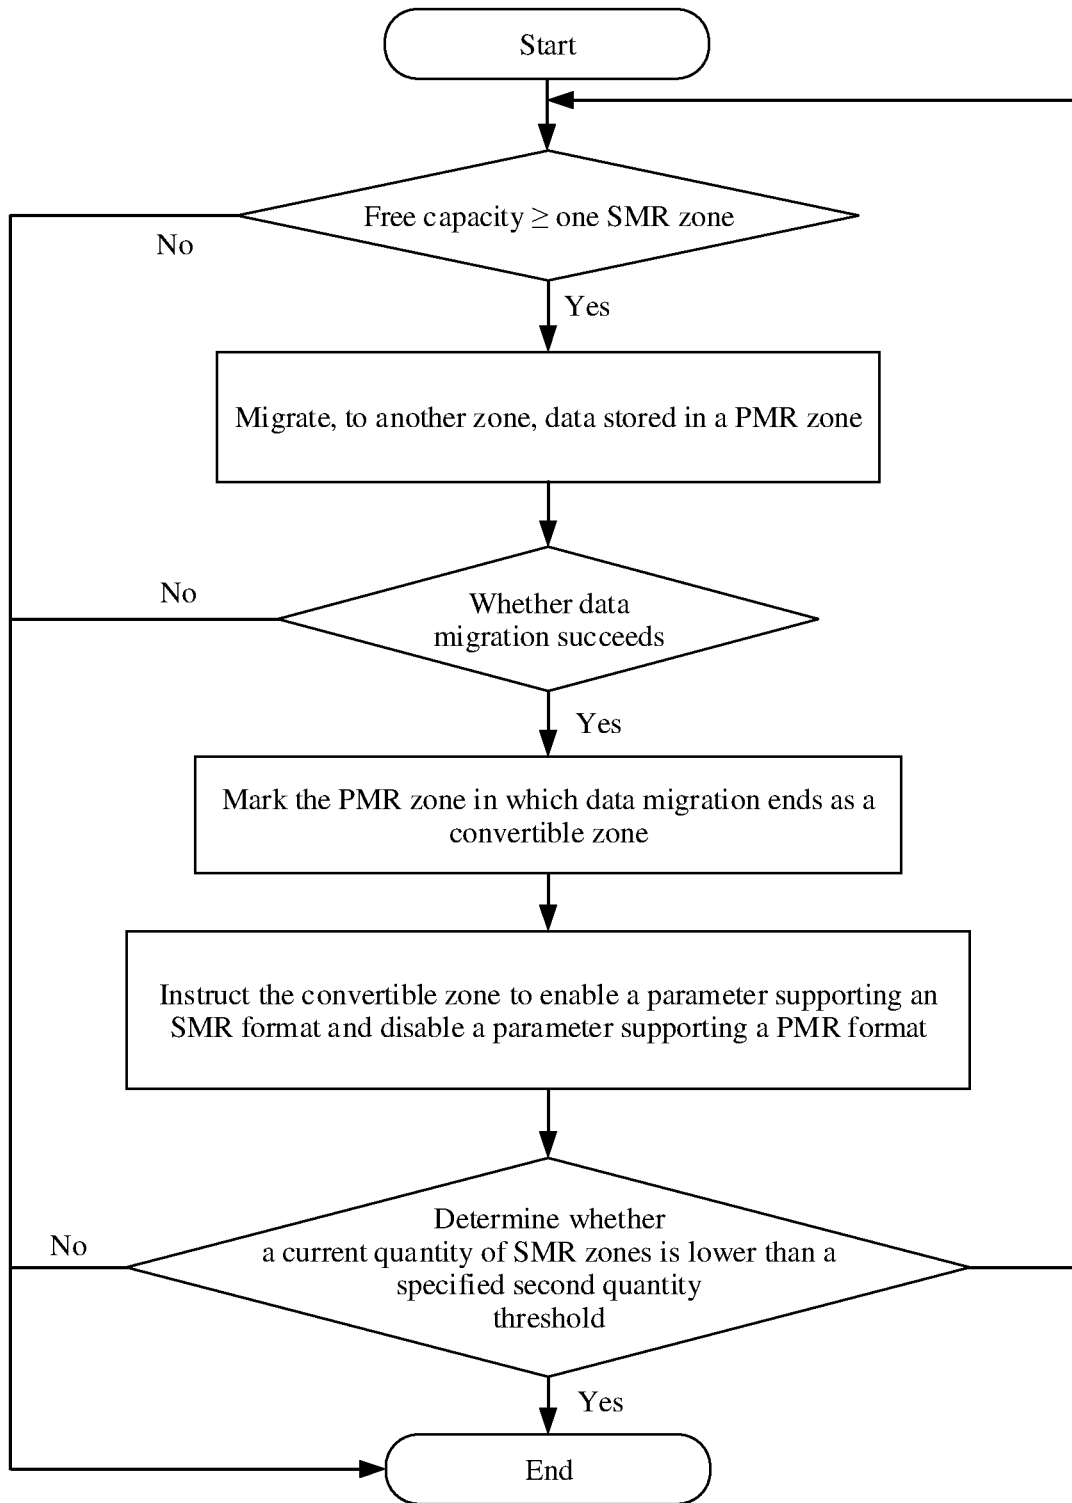 Start
Free capacity ≥ one SMR zone
No
Yes
Migrate, to another zone, data stored in a PMR zone
No
Whether data
migration succeeds
Yes
Mark the PMR zone in which data migration ends as a
convertible zone
Instruct the convertible zone to enable a parameter supporting an
SMR format and disable a parameter supporting a PMR format
No
Determine whether
a current quantity of SMR zones is lower than a
specified second quantity
threshold
Yes
End